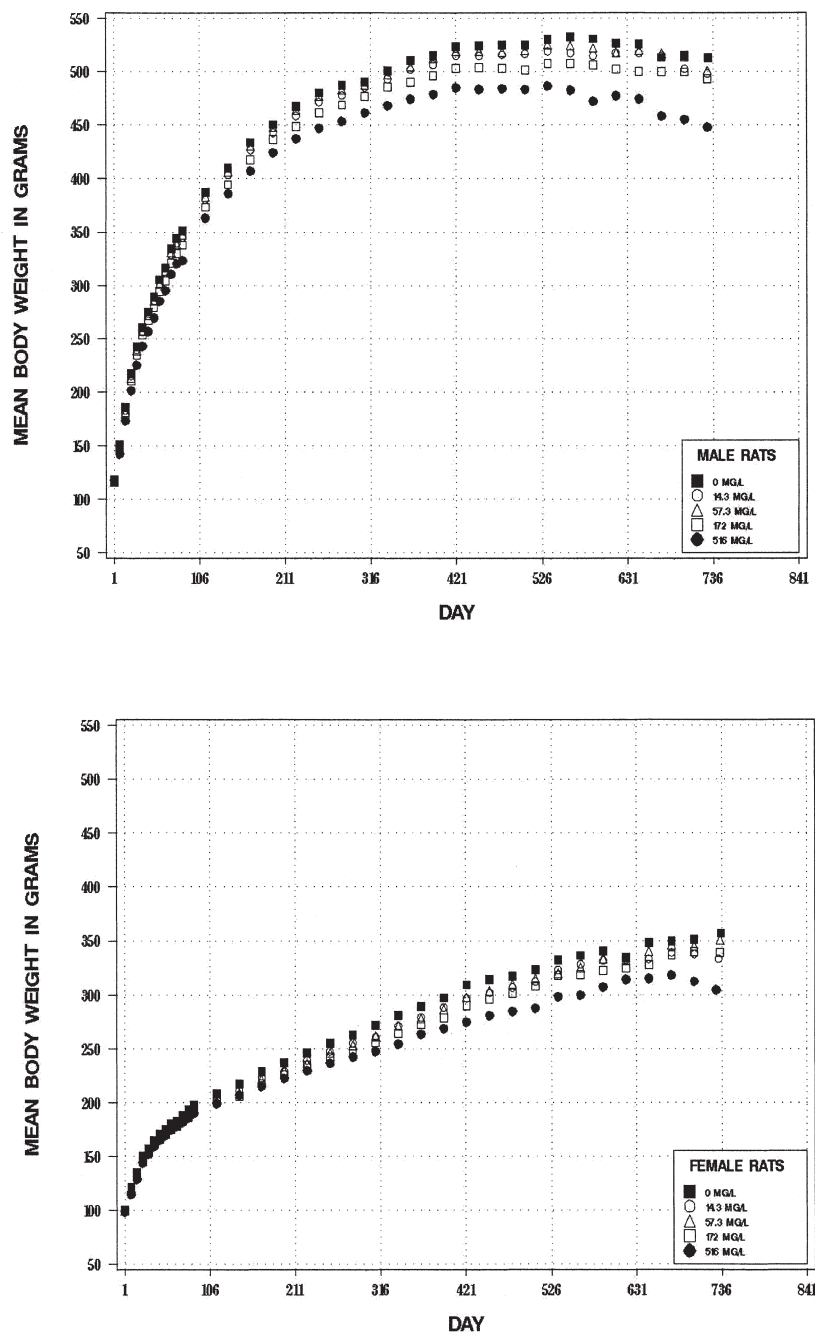 MEAN BODY WEIGHT IN GRAMS
550
500
450
400
350
300
250
200
150
100
50
MALE RATS
0 MG/L
14.3 MG/L
57.3 MG/L
172 MG/L
516 MG/L
1 106 211 316 421 526 631 736 841
DAY
MEAN BODY WEIGHT IN GRAMS
550
500
450
400
350
300
250
200
150
100
50
FEMALE RATS
0 MG/L
14.3 MG/L
57.3 MG/L
172 MG/L
516 MG/L
1 106 211 316 421 526 631 736 841
DAY